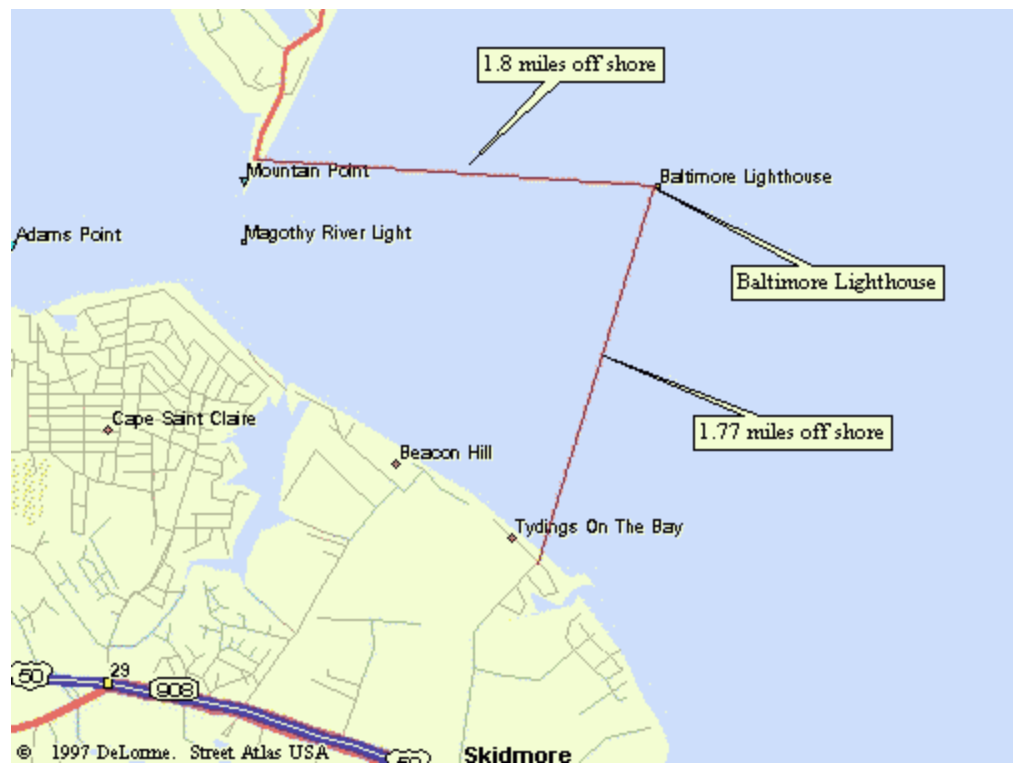 1.8 miles off shore
Mountain Point
Baltimore Lighthouse
Adams Point
Magothy River Light
Baltimore Lighthouse
Cape Saint Claire
1.77 miles off shore
Beacon Hill
Tydings On The Bay
29
50
908
50
Skidmore
© 1997 DeLorme. Street Atlas USA